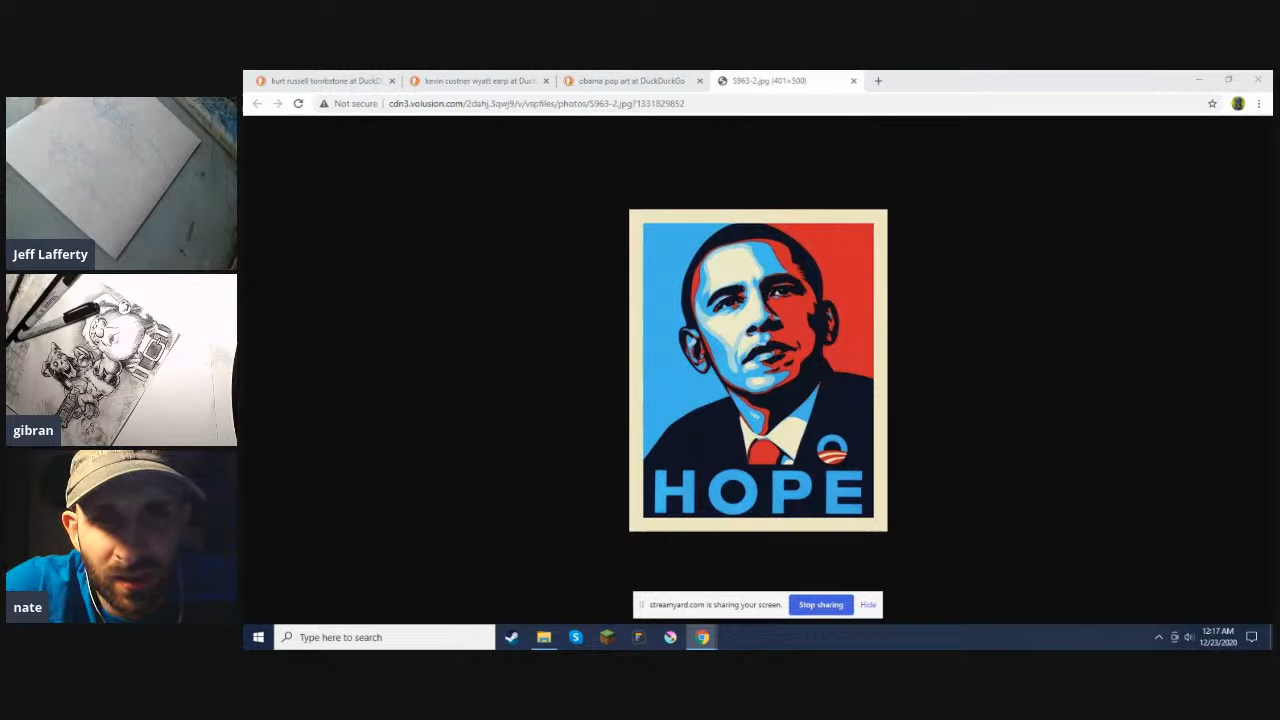 kurt russell tombstone at DuckD
kevin costner wyatt earp at Duck
obama pop art at DuckDuckGo
S963-2.jpg (401×500)
Not secure
cdn3.volusion.com/2dahj.3qwj9/v/vspfiles/photos/S963-2.jpg?1331829852
Jeff Lafferty
gibran
nate
HOPE
streamyard.com is sharing your screen.
Stop sharing
Hide
Type here to search
12:17 AM
12/23/2020